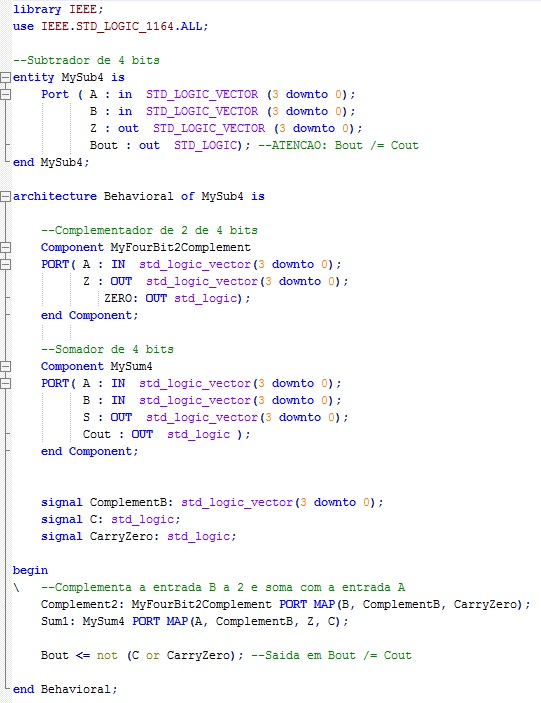 library IEEE;
use IEEE.STD_LOGIC_1164.ALL;
--Subtrador de 4 bits
entity MySub4 is
Port ( A : in STD_LOGIC_VECTOR (3 downto 0);
B : in STD_LOGIC_VECTOR (3 downto 0);
Z : out STD_LOGIC_VECTOR (3 downto 0);
Bout : out STD_LOGIC); --ATENCAO: Bout /= Cout
end MySub4;
architecture Behavioral of MySub4 is
--Complementador de 2 de 4 bits
Component MyFourBit2Complement
PORT( A : IN std_logic_vector(3 downto 0);
Z : OUT std_logic_vector(3 downto 0);
ZERO: OUT std_logic);
end Component;
--Somador de 4 bits
Component MySum4
PORT( A : IN std_logic_vector(3 downto 0);
B : IN std_logic_vector(3 downto 0);
S : OUT std_logic_vector(3 downto 0);
Cout : OUT std_logic );
end Component;
signal ComplementB: std_logic_vector(3 downto 0);
signal C: std_logic;
signal CarryZero: std_logic;
begin
\ --Complementa a entrada B a 2 e soma com a entrada A
Complement2: MyFourBit2Complement PORT MAP(B, ComplementB, CarryZero);
Sum1: MySum4 PORT MAP(A, ComplementB, Z, C);
Bout <= not (C or CarryZero); --Saida em Bout /= Cout
end Behavioral;